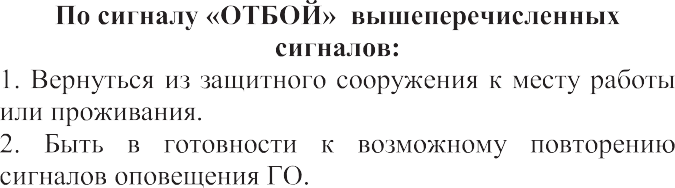 По сигналу «ОТБОЙ» вышеперечисленных
сигналов:
1. Вернуться из защитного сооружения к месту работы
или проживания.
2. Быть в готовности к возможному повторению
сигналов оповещения ГО.